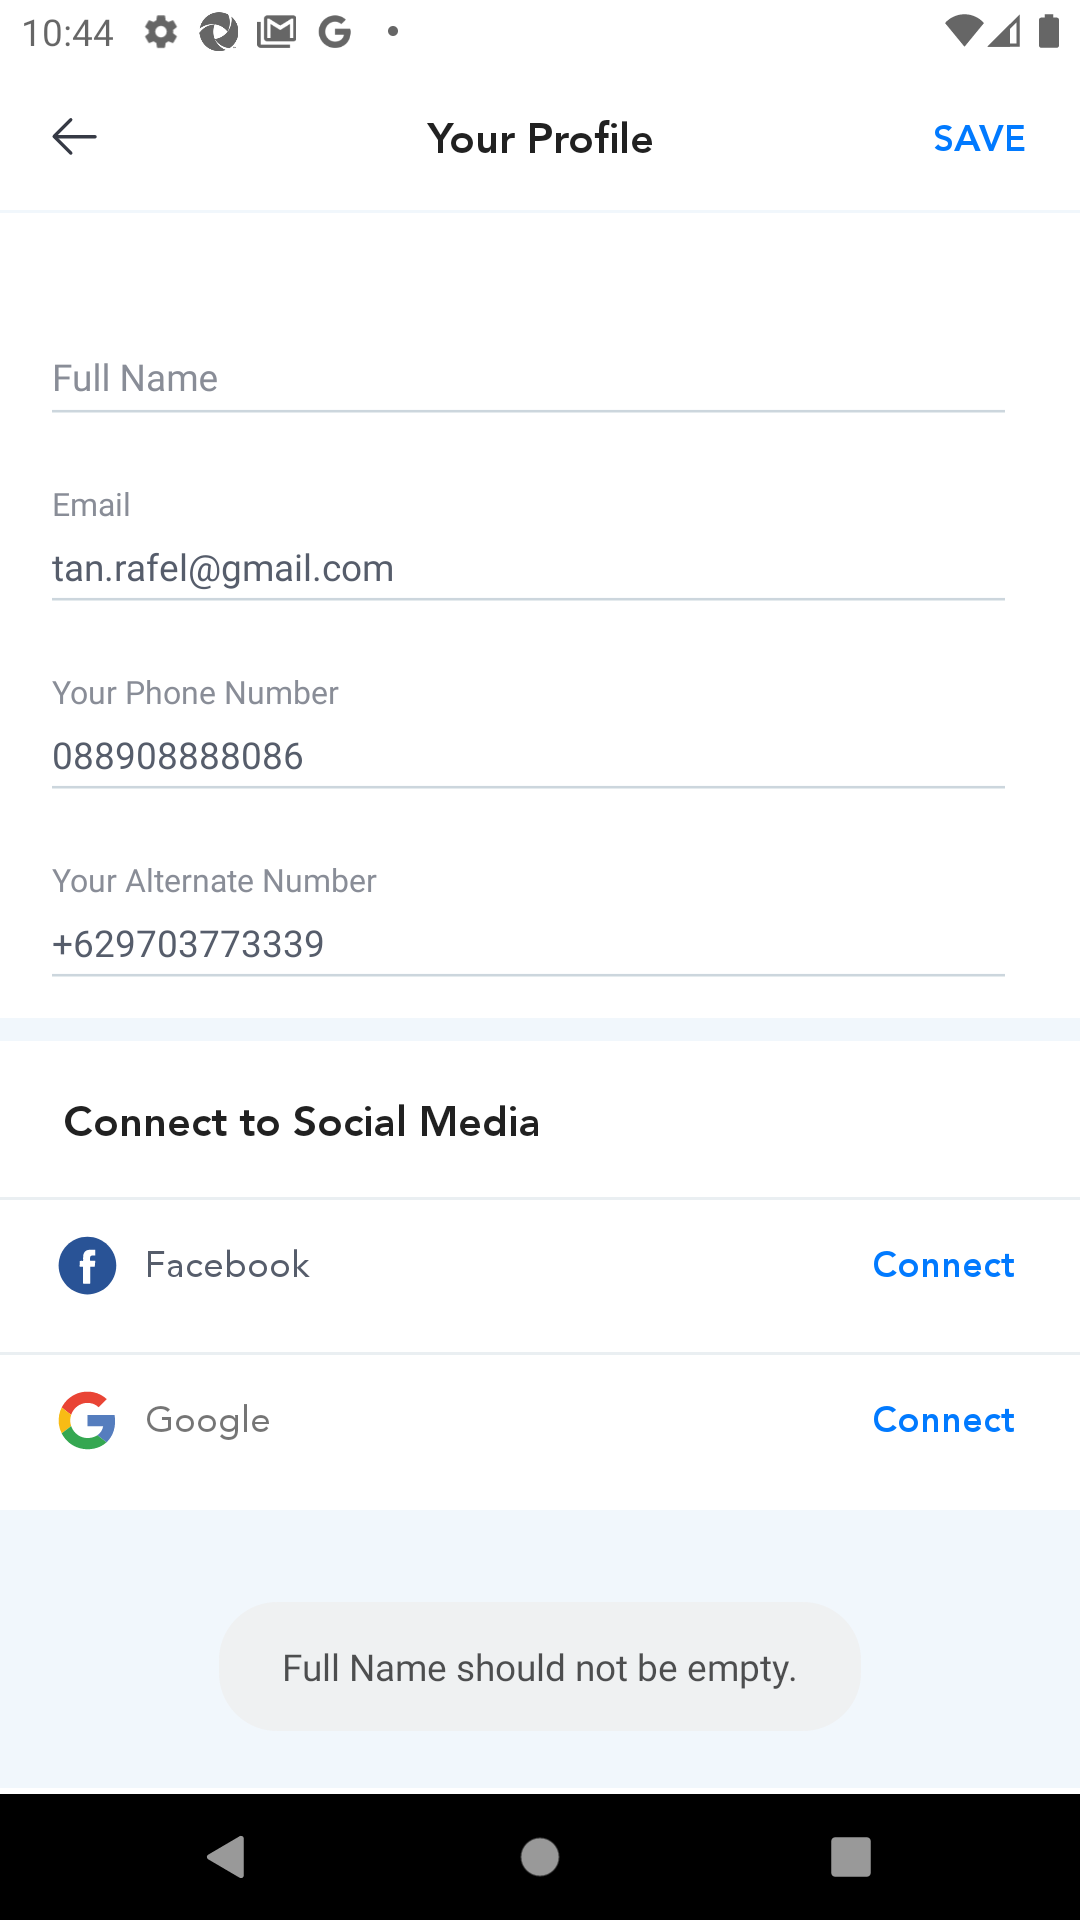 10:44
Your Profile
SAVE
Full Name
Email
tan.rafel@gmail.com
Your Phone Number
088908888086
Your Alternate Number
+629703773339
Connect to Social Media
Facebook
Connect
Google
Connect
Full Name should not be empty.